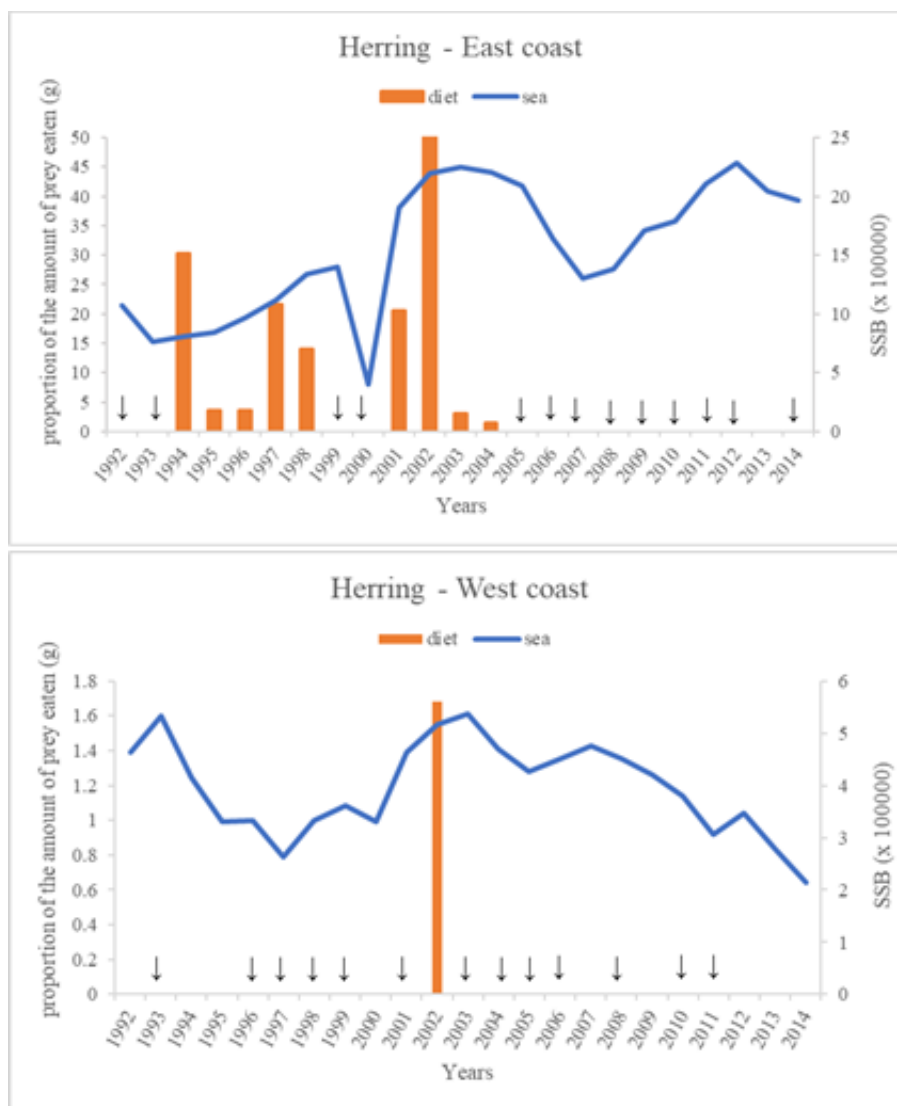 Herring - East coast
diet sea
proportion of the amount of prey eaten (g)
50
45
40
35
30
25
20
15
10
5
0
25
20
15
10
5
0
SSB (x 100000)
1992 1993 1994 1995 1996 1997 1998 1999 2000 2001 2002 2003 2004 2005 2006 2007 2008 2009 2010 2011 2012 2013 2014
Years
Herring - West coast
diet sea
proportion of the amount of prey eaten (g)
1.8
1.6
1.4
1.2
1
0.8
0.6
0.4
0.2
0
6
5
4
3
2
1
0
SSB (x 100000)
1992 1993 1994 1995 1996 1997 1998 1999 2000 2001 2002 2003 2004 2005 2006 2007 2008 2009 2010 2011 2012 2013 2014
Years